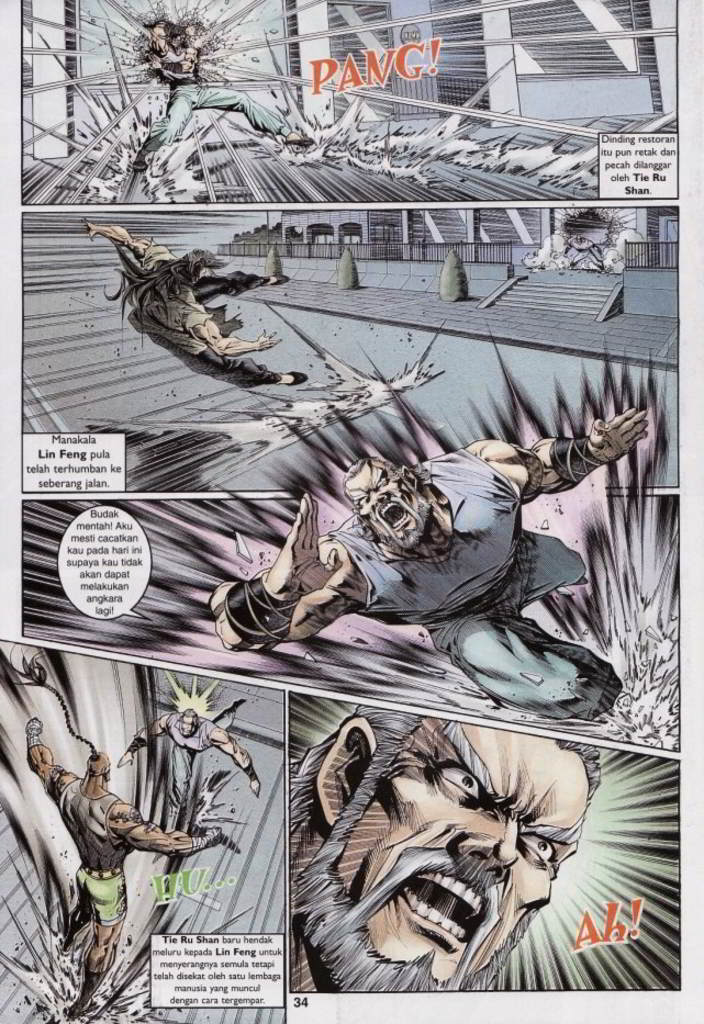 PANG!
Dinding restoran
itu pun retak dan
pecah dilanggar
oleh Tie Ru
Shan.
Manakala
Lin Feng pula
telah terhumban ke
seberang jalan.
Budak
mentah! Aku
mesti cacatkan
kau pada hari ini
supaya kau tidak
akan dapat
melakukan
angkara
lagi!
HU...
Tie Ru Shan baru hendak
meluru kepada Lin Feng untuk
menyerangnya semula tetapi
telah disekat oleh satu lembaga
manusia yang muncul
dengan cara tergempar.
Ah!
34